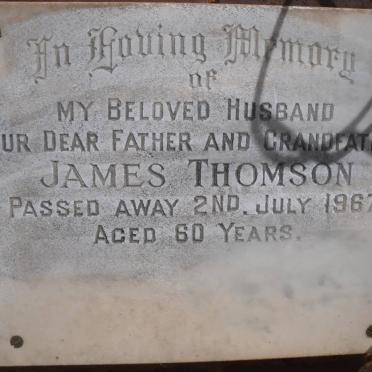 In Loving Memory
OF
MY BELOVED HUSBAND
UR DEAR FATHER AND GRANDFAT
JAMES THOMSON
PASSED AWAY 2ND. JULY 1967
AGED 60 YEARS.